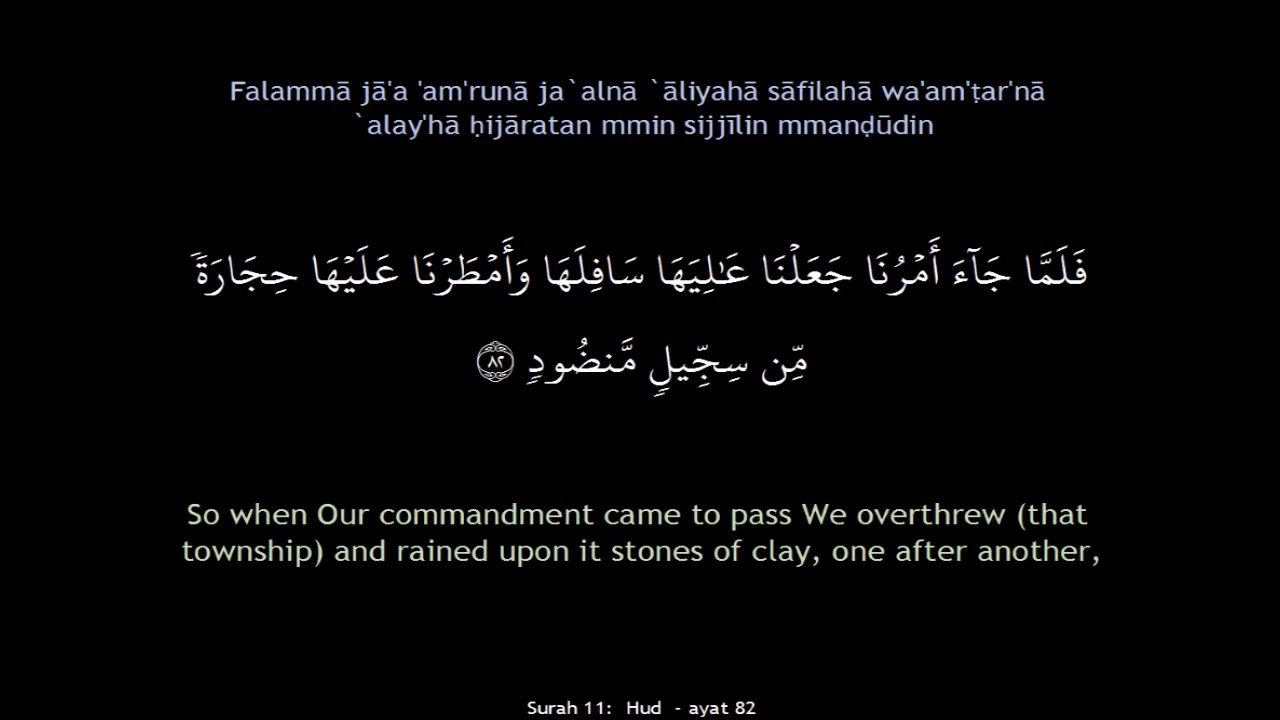 Falammā jā'a 'am'runā ja`alnā `āliyahā sāfilahā wa'am'ṭar'nā
`alay'hā ḥijāratan mmin sijjīlin mmanḍūdin
فَلَمَّا جَآءَ أَمْرُنَا جَعَلْنَا عَٰلِيَهَا سَافِلَهَا وَأَمْطَرْنَا عَلَيْهَا حِجَارَةً
مِّن سِجِّيلٍ مَّنضُودٍ ٨٢
So when Our commandment came to pass We overthrew (that
township) and rained upon it stones of clay, one after another,
Surah 11: Hud - ayat 82